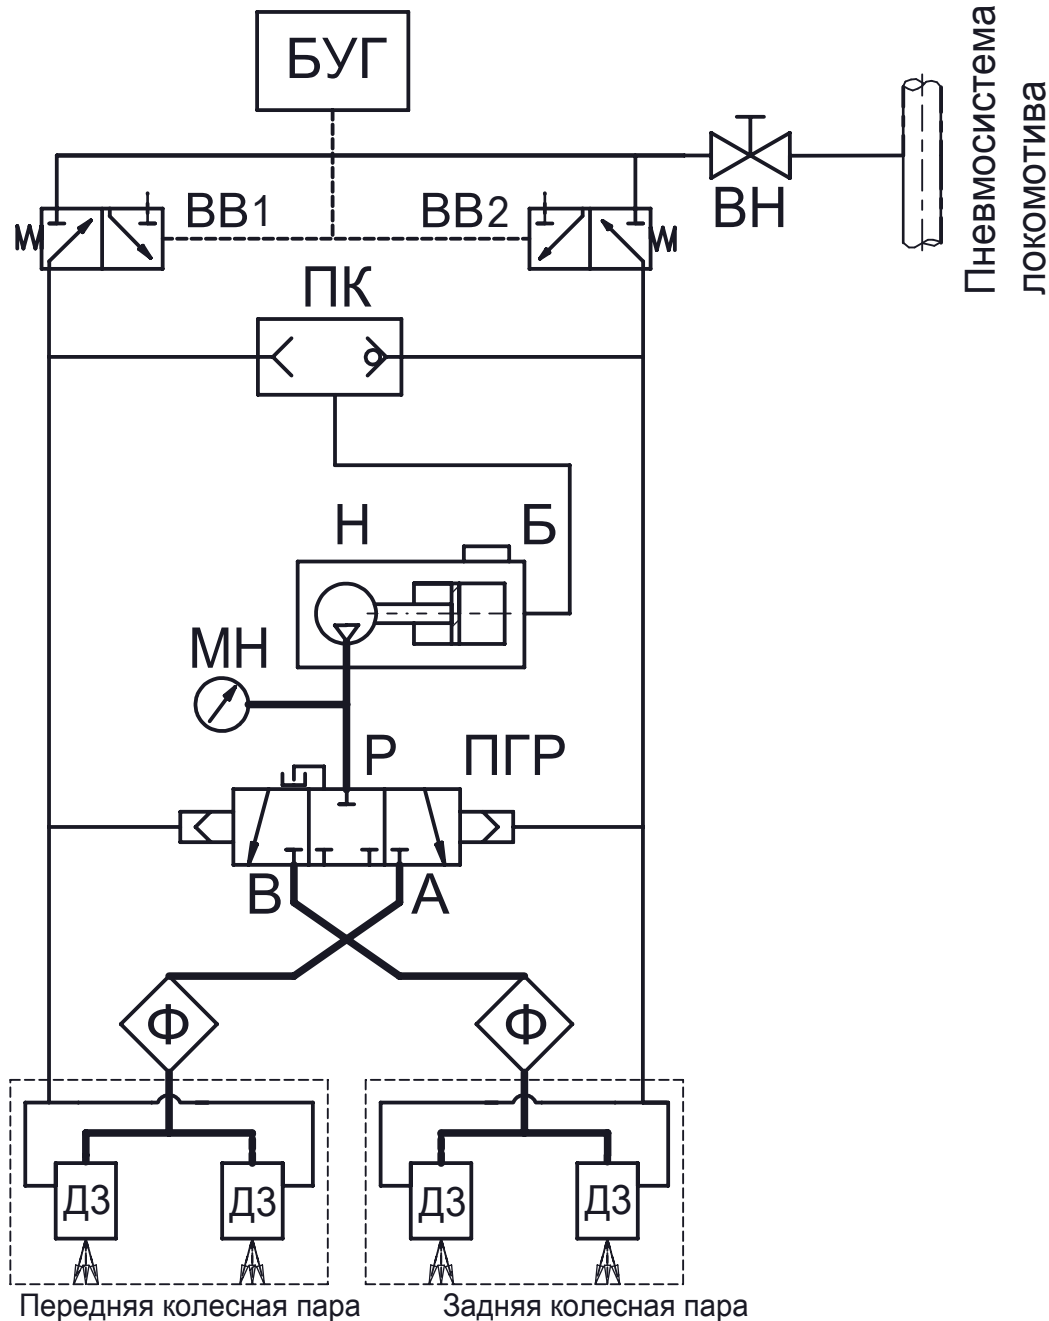 БУГ
Пневмосистема
локомотива
ВВ1
ВВ2
ВН
ПК
Н
Б
МН
Р
ПГР
В
А
Ф
Ф
ДЗ
ДЗ
ДЗ
ДЗ
Передняя колесная пара
Задняя колесная пара